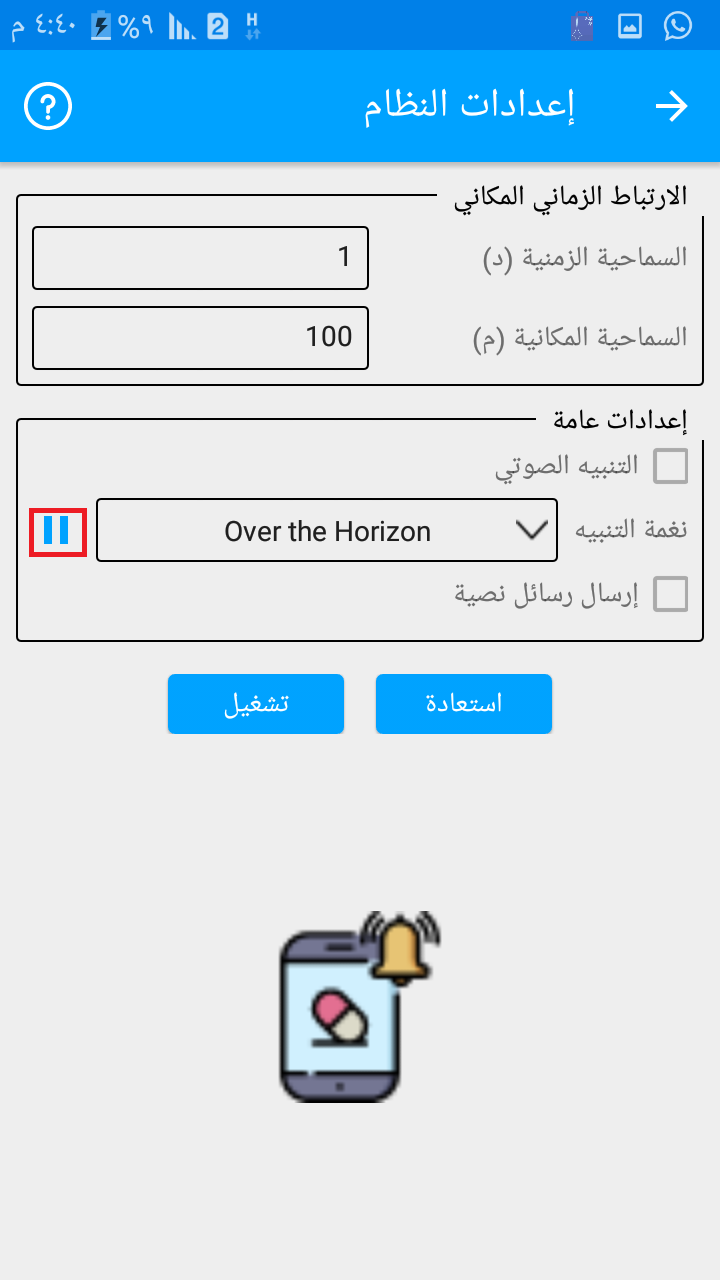 ٤:٤٠ م
٩%
2
H
إعدادات النظام
?
الارتباط الزماني المكاني
السماحية الزمنية (د)
1
السماحية المكانية (م)
100
إعدادات عامة
التنبيه الصوتي
نغمة التنبيه
Over the Horizon
إرسال رسائل نصية
استعادة
تشغيل